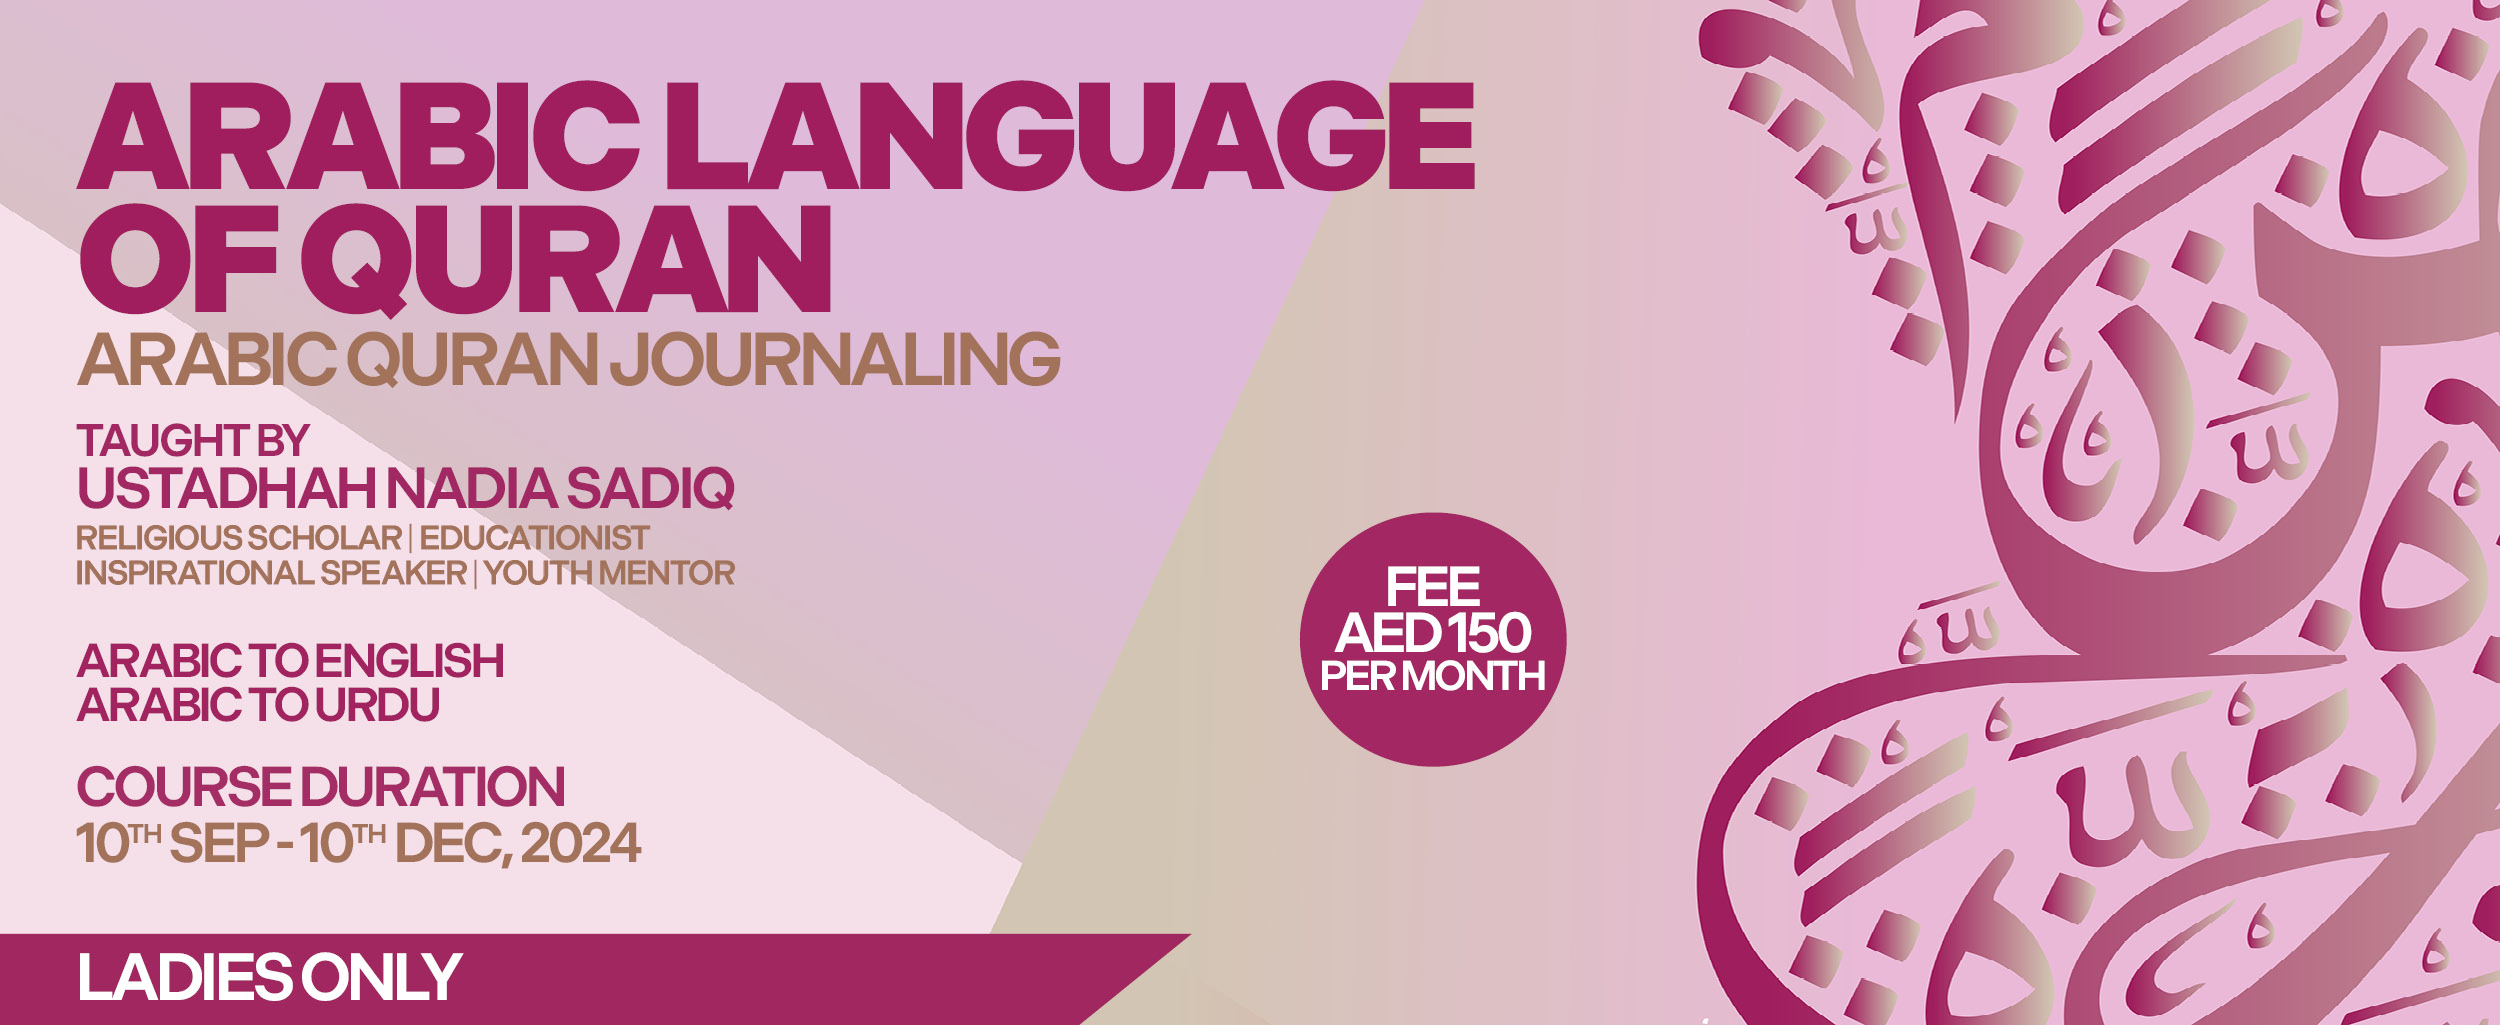 ARABIC LANGUAGE
OF QURAN
ARABIC QURAN JOURNALING
TAUGHT BY
USTADHAH NADIA SADIQ
RELIGIOUS SCHOLAR | EDUCATIONIST
INSPIRATIONAL SPEAKER | YOUTH MENTOR
ARABIC TO ENGLISH
ARABIC TO URDU
COURSE DURATION
10TH SEP - 10TH DEC, 2024
LADIES ONLY
FEE
AED 150
PER MONTH